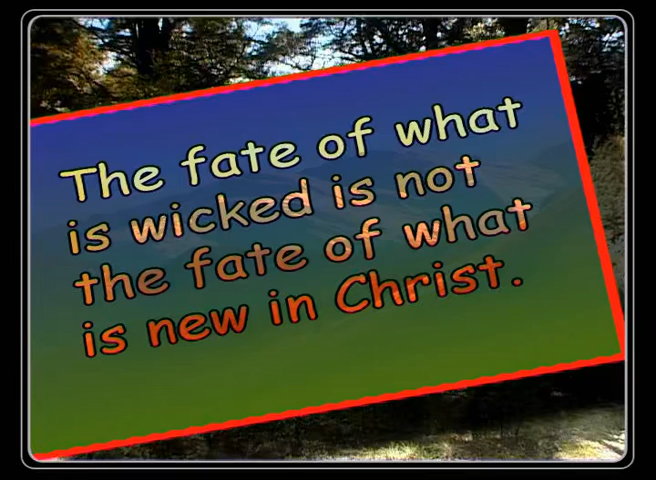 The fate of what
is wicked is not
the fate of what
is new in Christ.